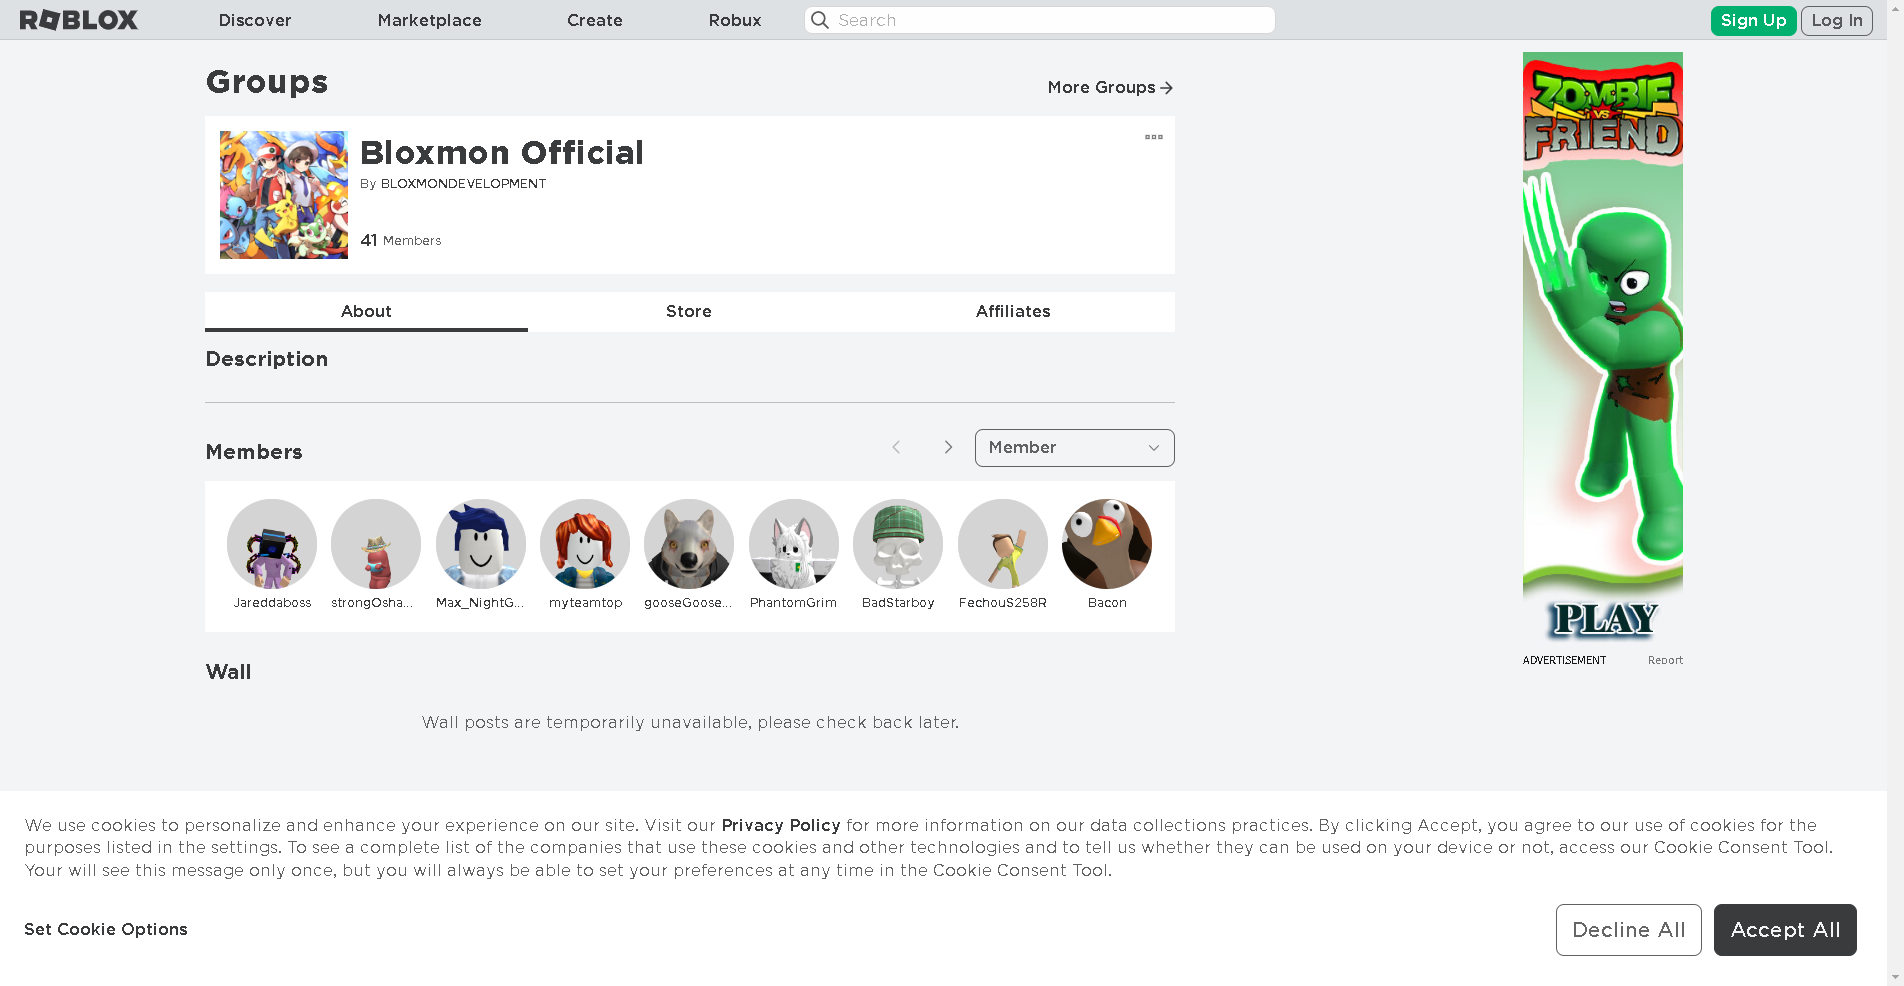 ROBLOX
Discover
Marketplace
Create
Robux
Search
Sign Up
Log In
Groups
More Groups
Bloxmon Official
By BLOXMONDEVELOPMENT
41 Members
About
Store
Affiliates
Description
Members
Member
Jareddaboss
strongOsha...
Max_NightG...
myteamtop
gooseGoose...
PhantomGrim
BadStarboy
FechouS258R
Bacon
Wall
Wall posts are temporarily unavailable, please check back later.
ZOMBIE
VS
FRIEND
PLAY
ADVERTISEMENT
Report
We use cookies to personalize and enhance your experience on our site. Visit our Privacy Policy for more information on our data collections practices. By clicking Accept, you agree to our use of cookies for the
purposes listed in the settings. To see a complete list of the companies that use these cookies and other technologies and to tell us whether they can be used on your device or not, access our Cookie Consent Tool.
Your will see this message only once, but you will always be able to set your preferences at any time in the Cookie Consent Tool.
Set Cookie Options
Decline All
Accept All